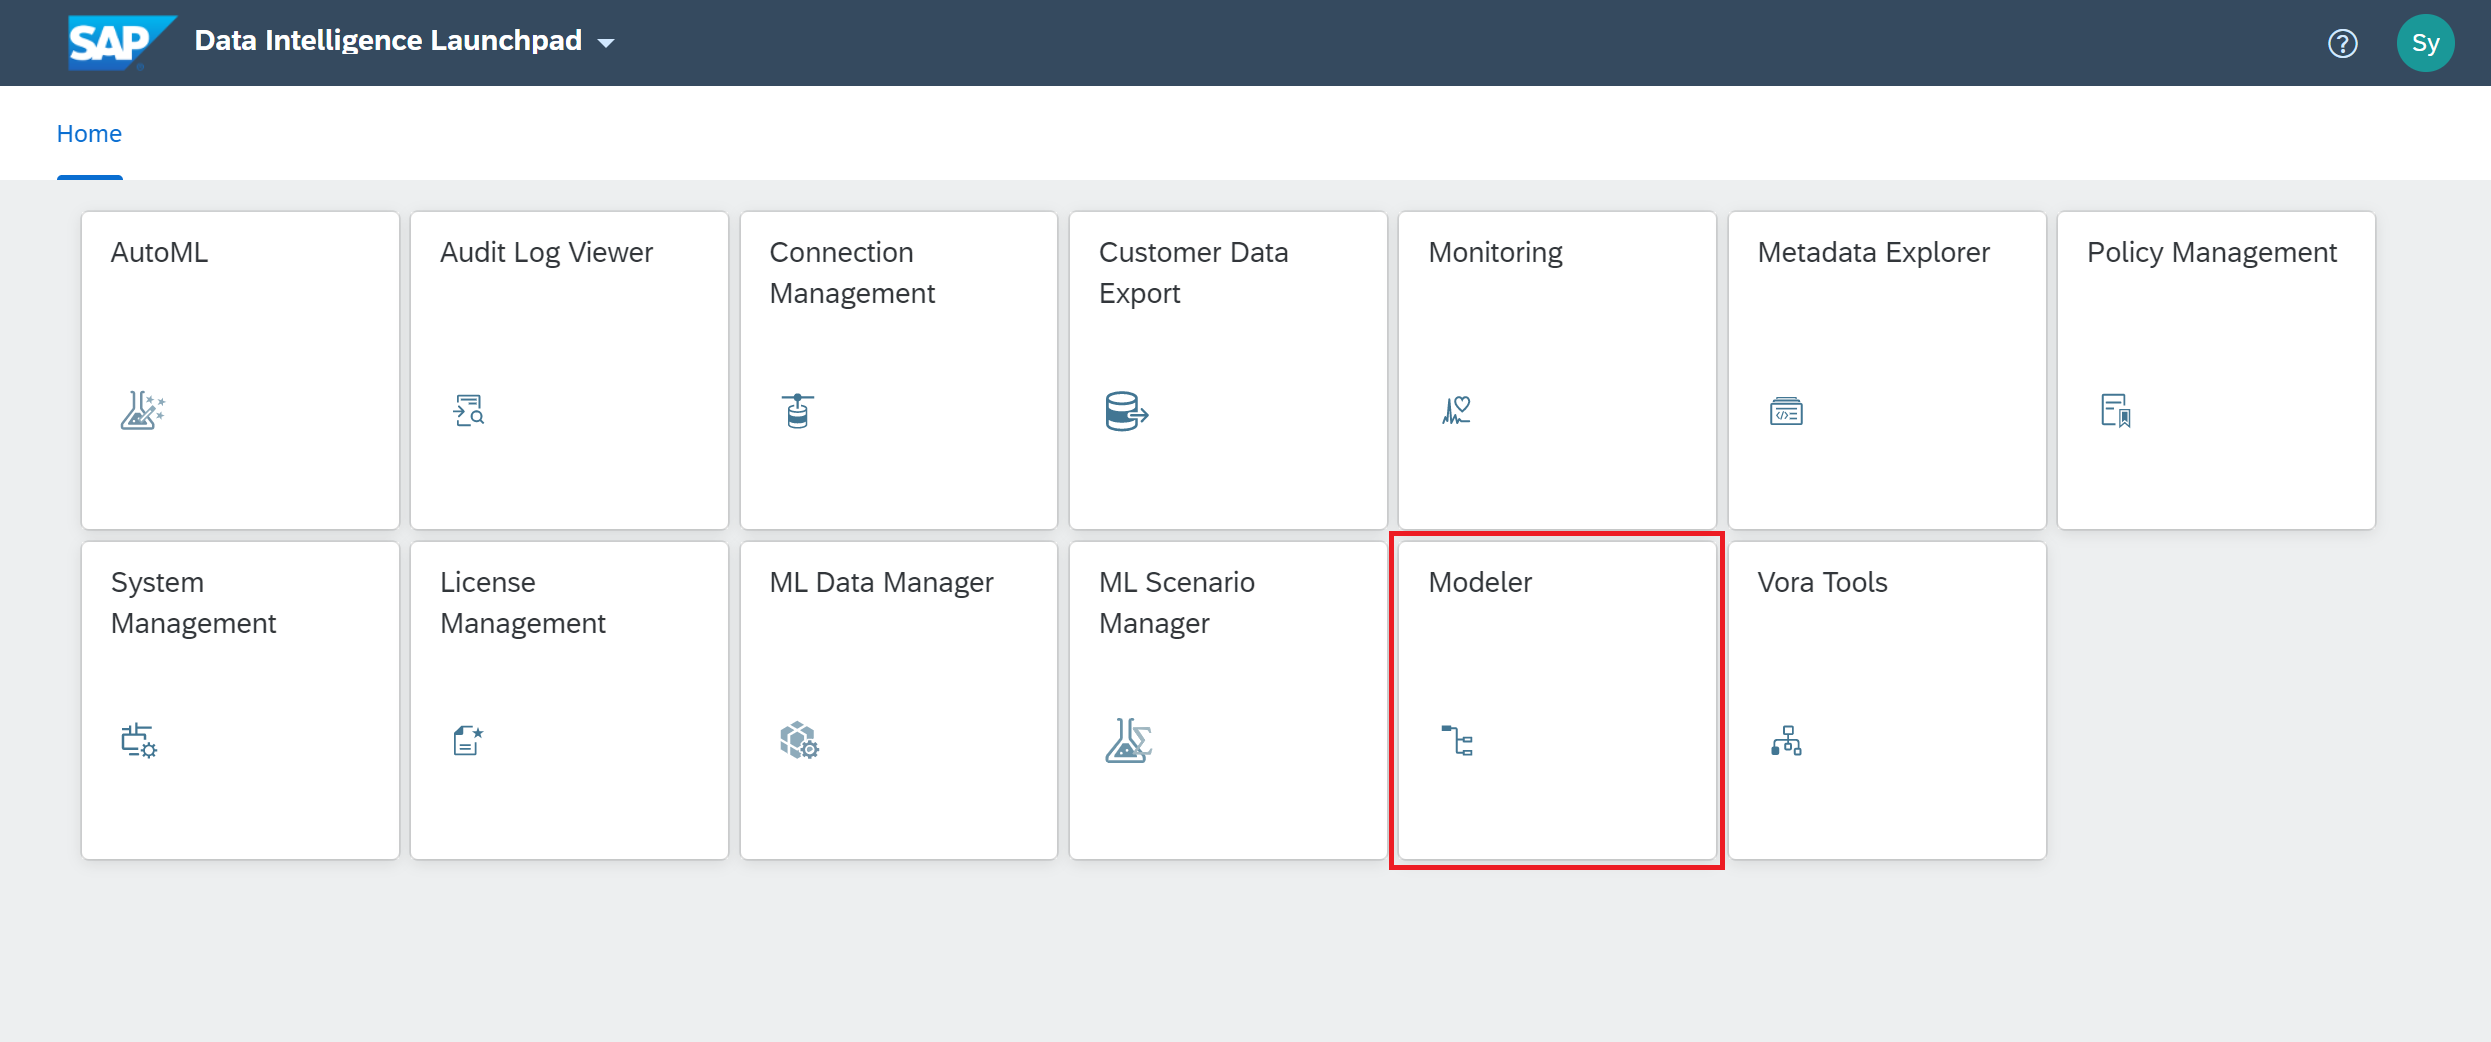 SAP Data Intelligence Launchpad
Sy
Home
AutoML
Audit Log Viewer
Connection
Management
Customer Data
Export
Monitoring
Metadata Explorer
Policy Management
System
Management
License
Management
ML Data Manager
ML Scenario
Manager
Modeler
Vora Tools